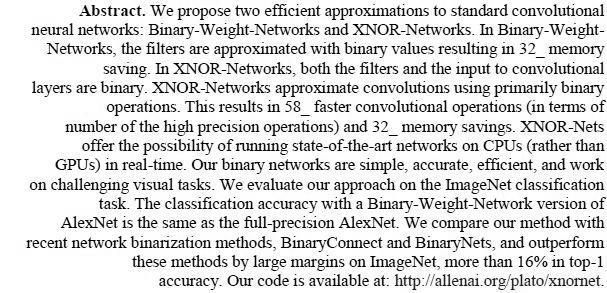 Abstract. We propose two efficient approximations to standard convolutional
neural networks: Binary-Weight-Networks and XNOR-Networks. In Binary-Weight-
Networks, the filters are approximated with binary values resulting in 32_ memory
saving. In XNOR-Networks, both the filters and the input to convolutional
layers are binary. XNOR-Networks approximate convolutions using primarily binary
operations. This results in 58_ faster convolutional operations (in terms of
number of the high precision operations) and 32_ memory savings. XNOR-Nets
offer the possibility of running state-of-the-art networks on CPUs (rather than
GPUs) in real-time. Our binary networks are simple, accurate, efficient, and work
on challenging visual tasks. We evaluate our approach on the ImageNet classification
task. The classification accuracy with a Binary-Weight-Network version of
AlexNet is the same as the full-precision AlexNet. We compare our method with
recent network binarization methods, BinaryConnect and BinaryNets, and outperform
these methods by large margins on ImageNet, more than 16% in top-1
accuracy. Our code is available at: http://allenai.org/plato/xnornet.